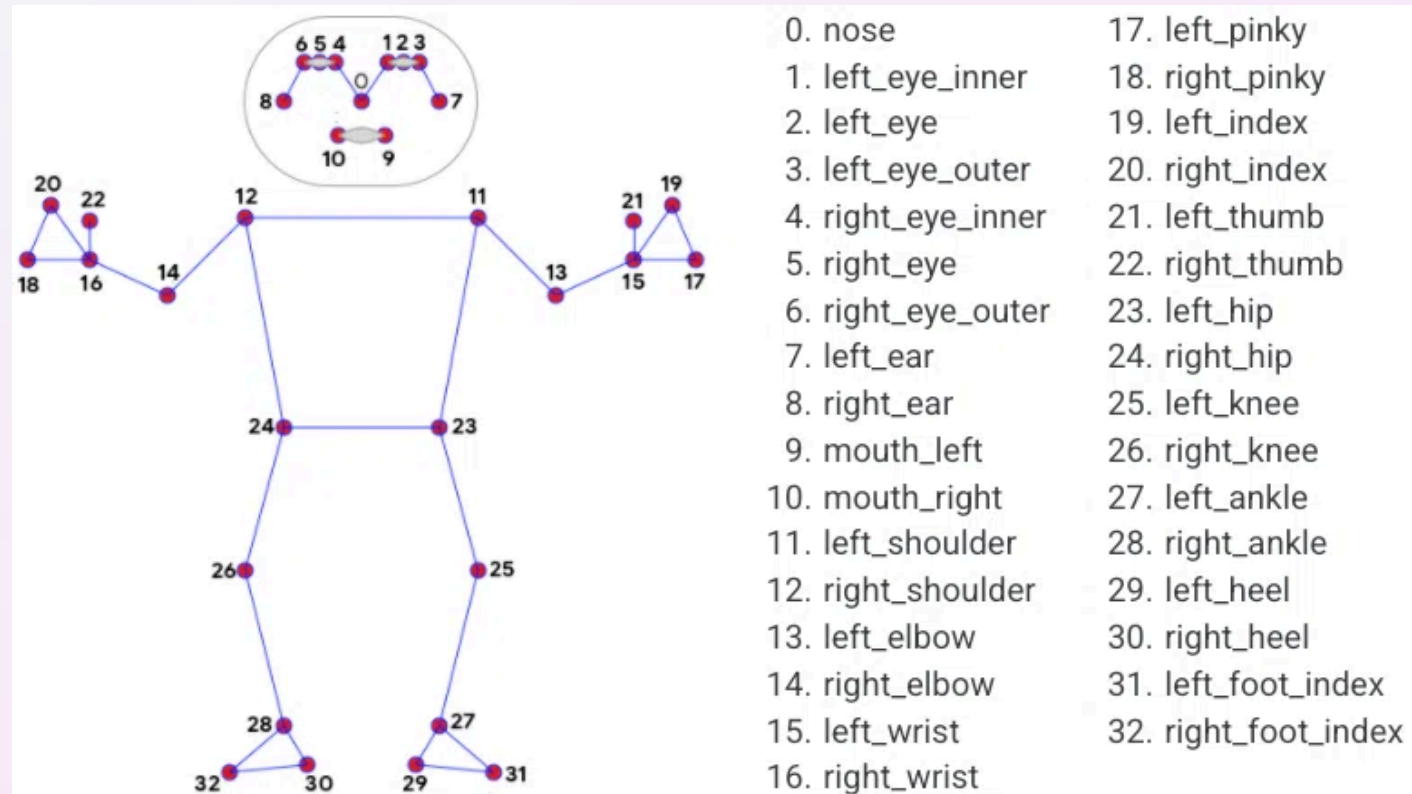 6 5 4 1 2 3
0
8 7
10 9
20 22 12 11 21 19
18 16 14 13 15 17
24 23
26 25
28 27
32 30 29 31
0. nose
1. left_eye_inner
2. left_eye
3. left_eye_outer
4. right_eye_inner
5. right_eye
6. right_eye_outer
7. left_ear
8. right_ear
9. mouth_left
10. mouth_right
11. left_shoulder
12. right_shoulder
13. left_elbow
14. right_elbow
15. left_wrist
16. right_wrist
17. left_pinky
18. right_pinky
19. left_index
20. right_index
21. left_thumb
22. right_thumb
23. left_hip
24. right_hip
25. left_knee
26. right_knee
27. left_ankle
28. right_ankle
29. left_heel
30. right_heel
31. left_foot_index
32. right_foot_index